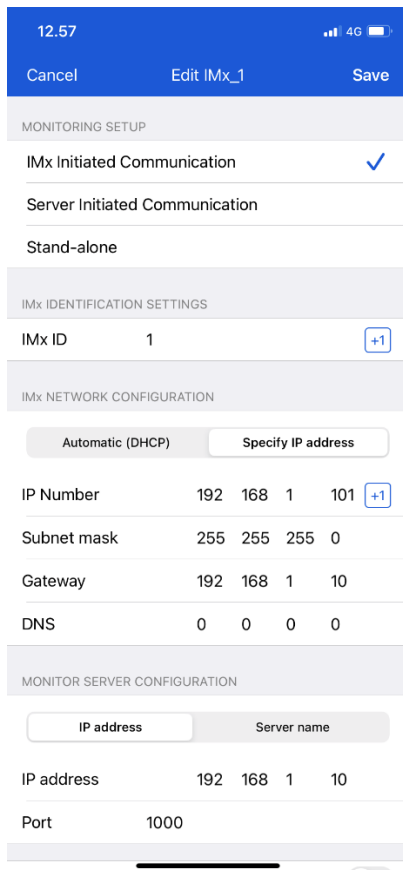 12.57 4G
Cancel Edit IMx_1 Save
MONITORING SETUP
IMx Initiated Communication
Server Initiated Communication
Stand-alone
IMx IDENTIFICATION SETTINGS
IMx ID 1 +1
IMx NETWORK CONFIGURATION
Automatic (DHCP) Specify IP address
IP Number 192 168 1 101 +1
Subnet mask 255 255 255 0
Gateway 192 168 1 10
DNS 0 0 0 0
MONITOR SERVER CONFIGURATION
IP address Server name
IP address 192 168 1 10
Port 1000